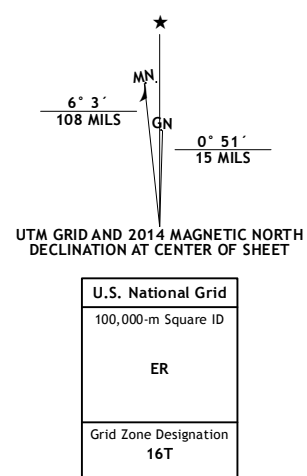 MN.
6° 3´
108 MILS
GN
0° 51´
15 MILS
UTM GRID AND 2014 MAGNETIC NORTH
DECLINATION AT CENTER OF SHEET
U.S. National Grid
100,000-m Square ID
ER
Grid Zone Designation
16T